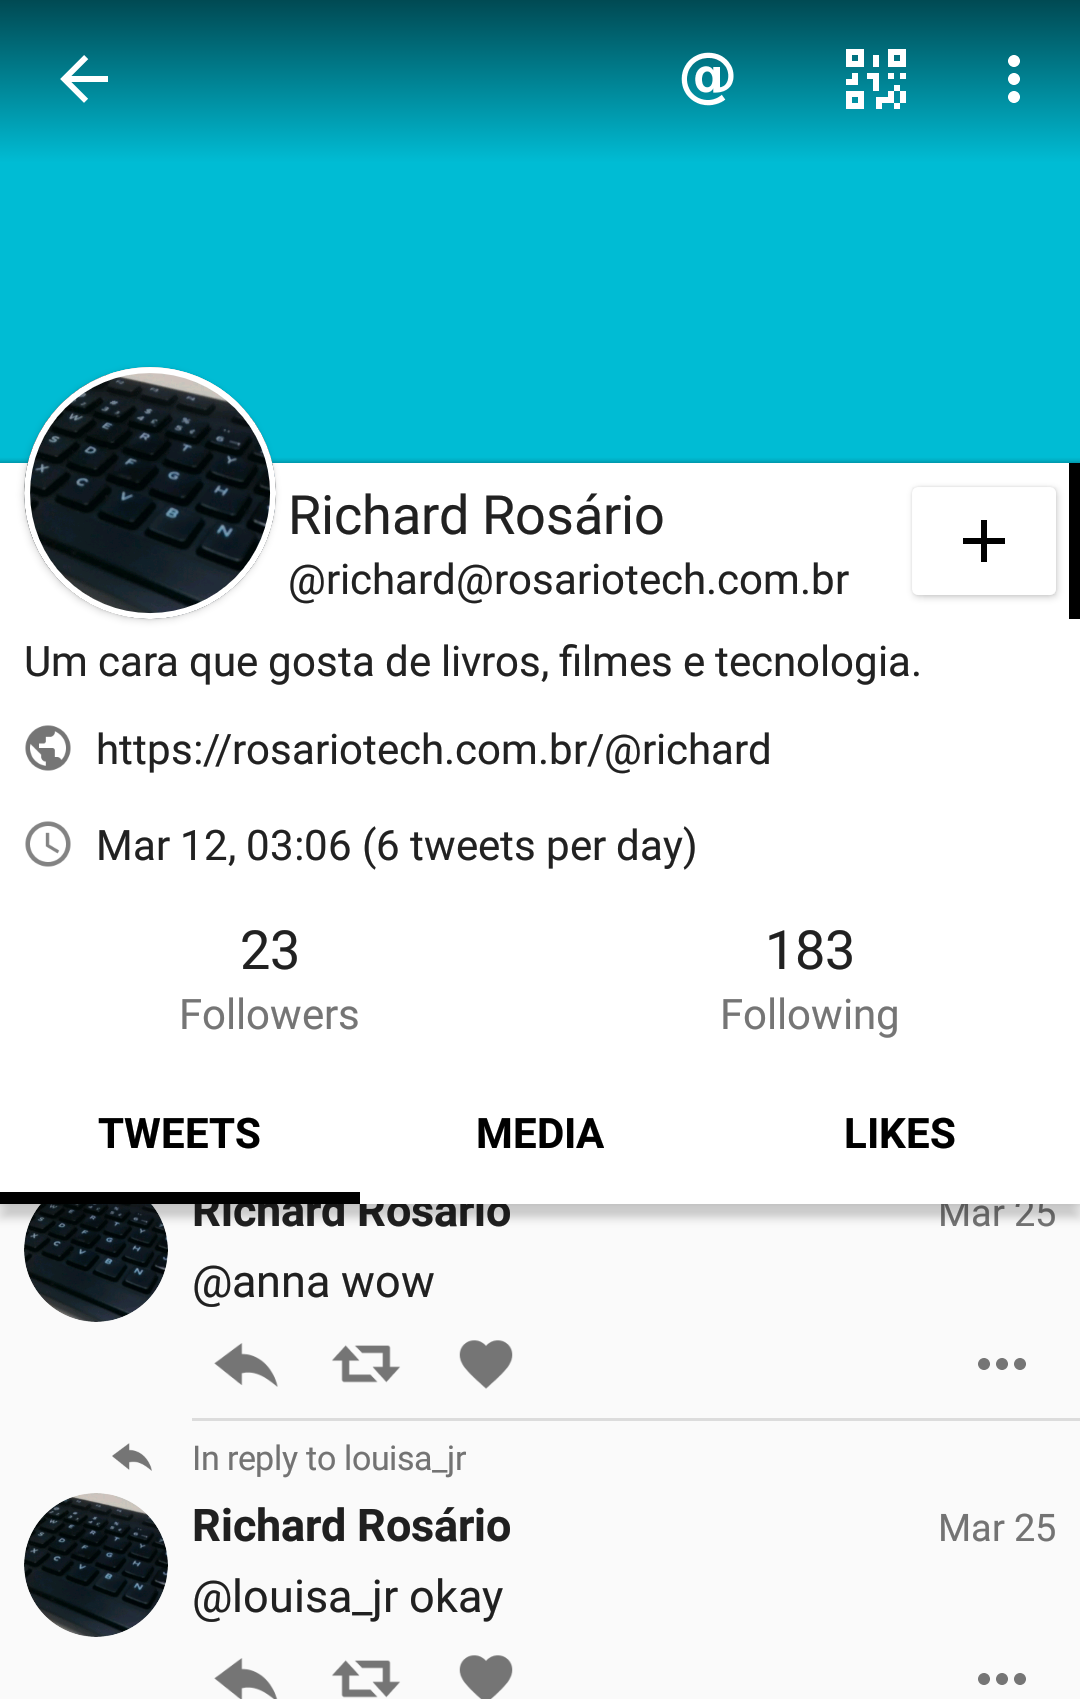 @
Richard Rosário
@richard@rosariotech.com.br
Um cara que gosta de livros, filmes e tecnologia.
https://rosariotech.com.br/@richard
Mar 12, 03:06 (6 tweets per day)
23
Followers
183
Following
TWEETS
MEDIA
LIKES
Richard Rosário
Mar 25
@anna wow
In reply to louisa_jr
Richard Rosário
Mar 25
@louisa_jr okay